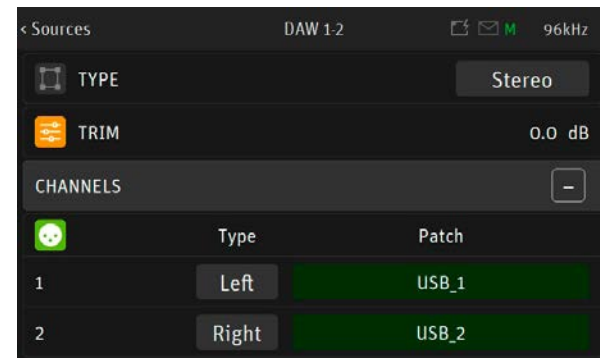 < Sources DAW 1-2 M 96kHz
TYPE Stereo
TRIM 0.0 dB
CHANNELS -
Type Patch
1 Left USB_1
2 Right USB_2